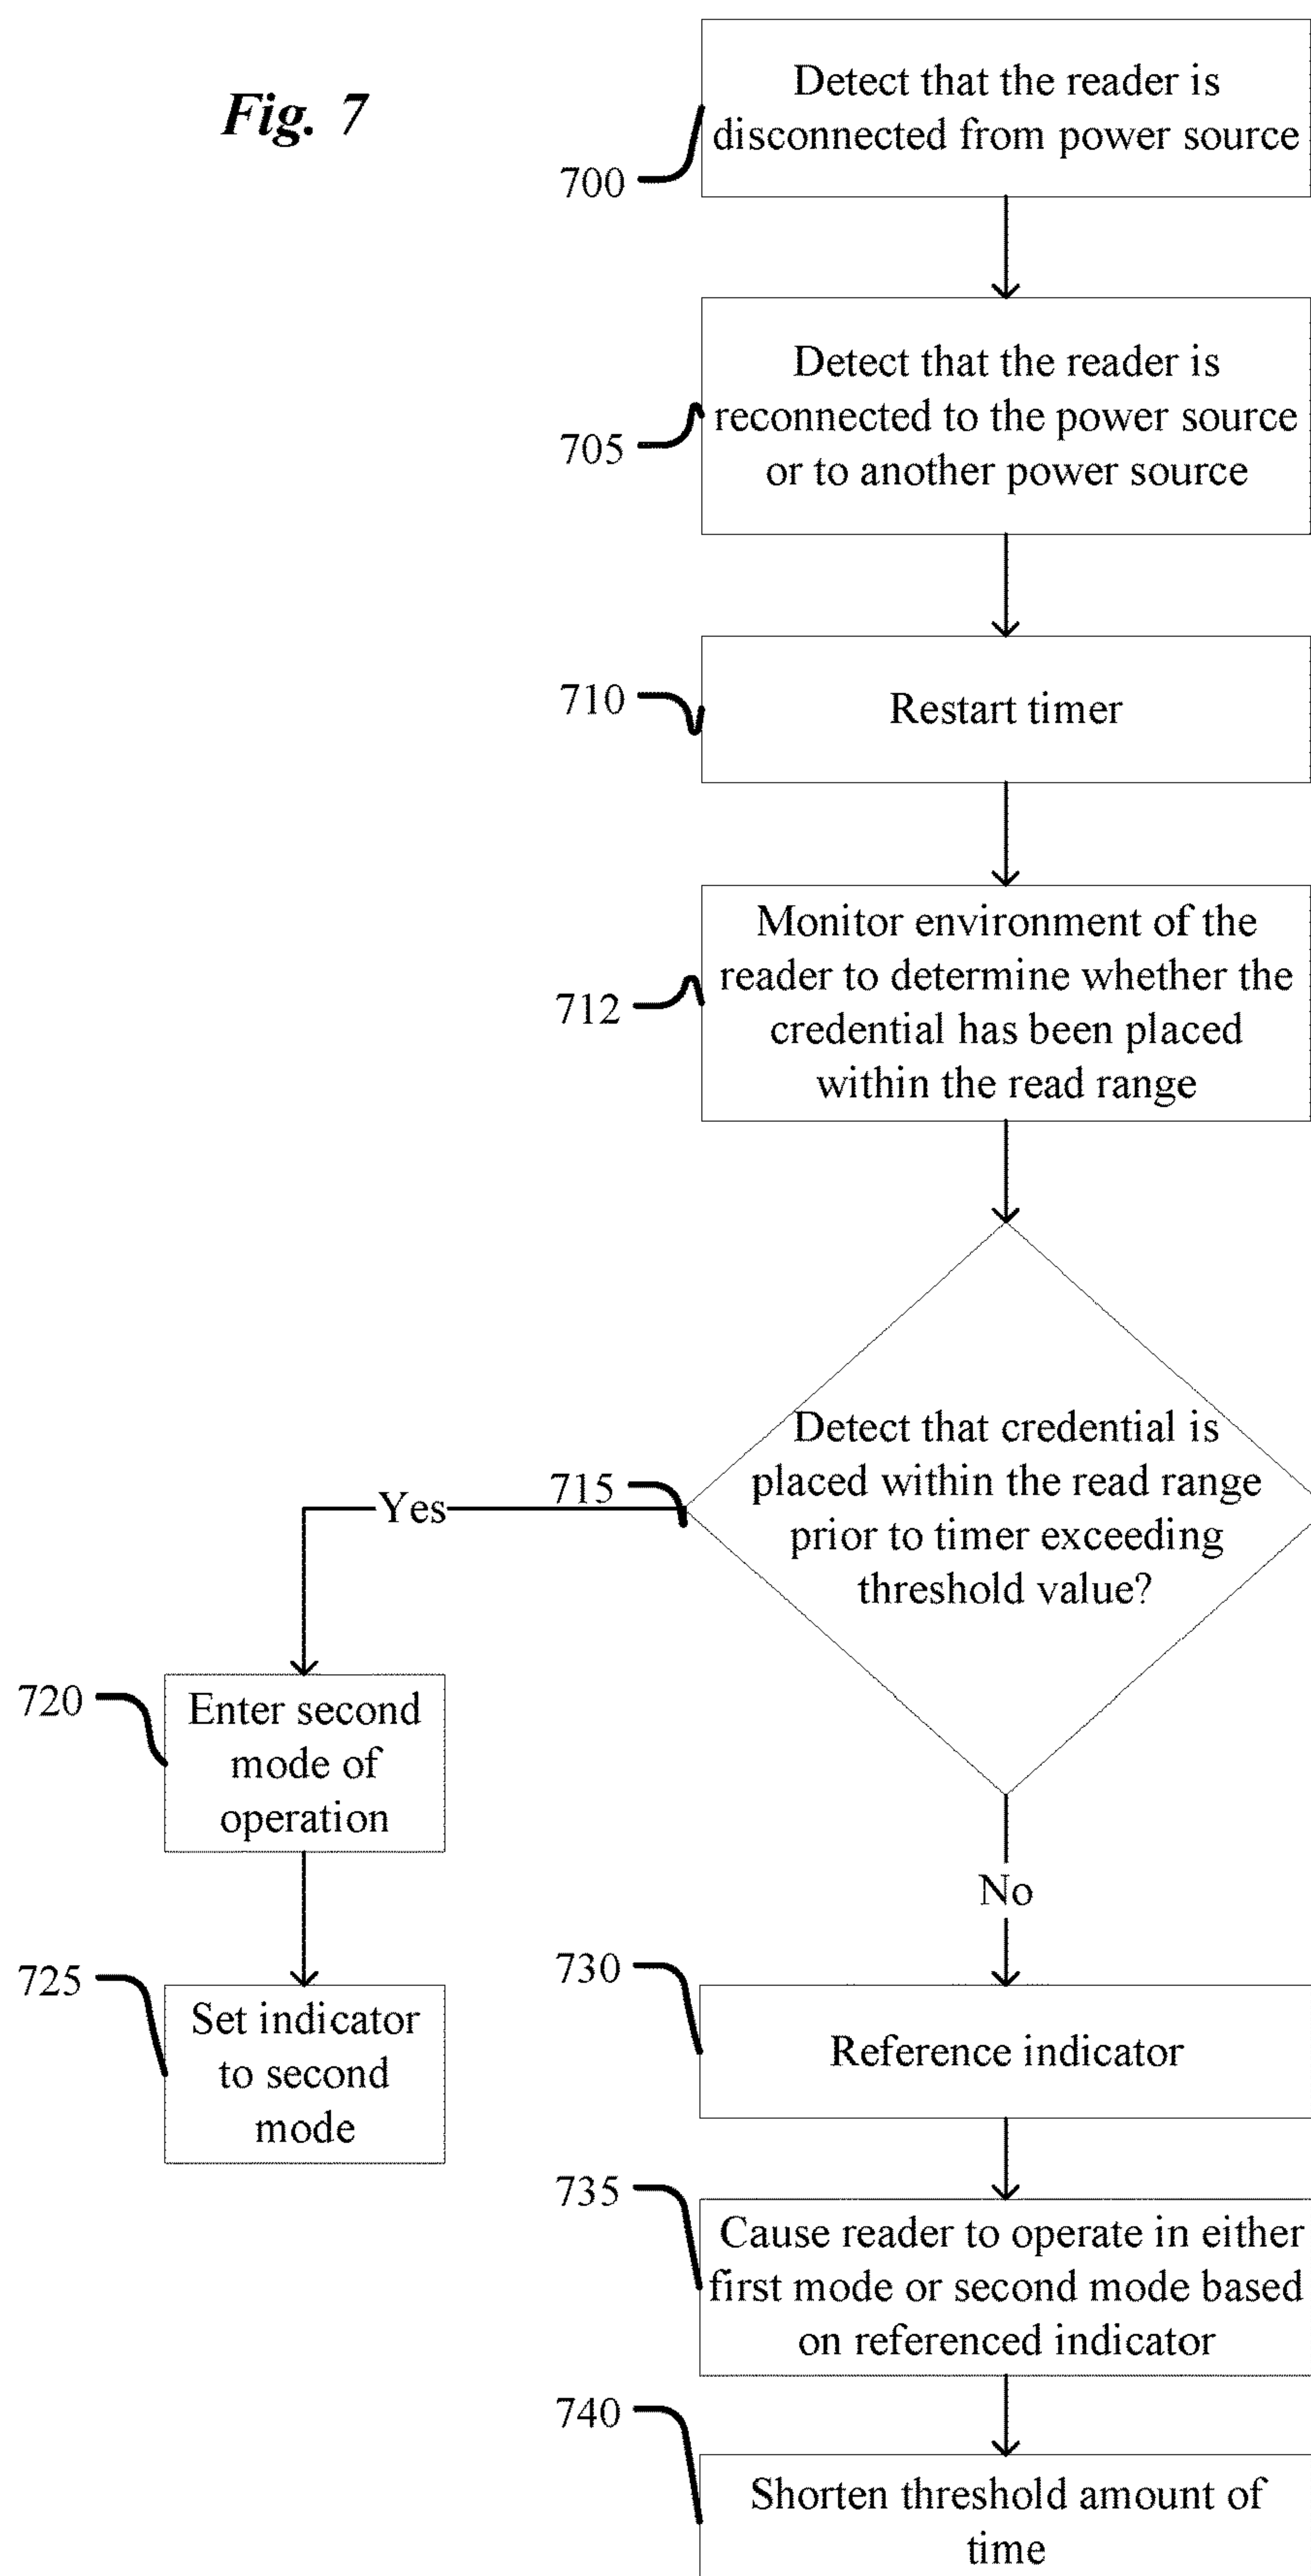 Fig. 7
Detect that the reader is
disconnected from power source
700
Detect that the reader is
reconnected to the power source
or to another power source
705
710
Restart timer
Monitor environment of the
reader to determine whether the
credential has been placed
within the read range
712
Detect that credential is
placed within the read range
prior to timer exceeding
threshold value?
715
Yes
720
Enter second
mode of
operation
No
725
Set indicator
to second
mode
730
Reference indicator
735
Cause reader to operate in either
first mode or second mode based
on referenced indicator
740
Shorten threshold amount of
time